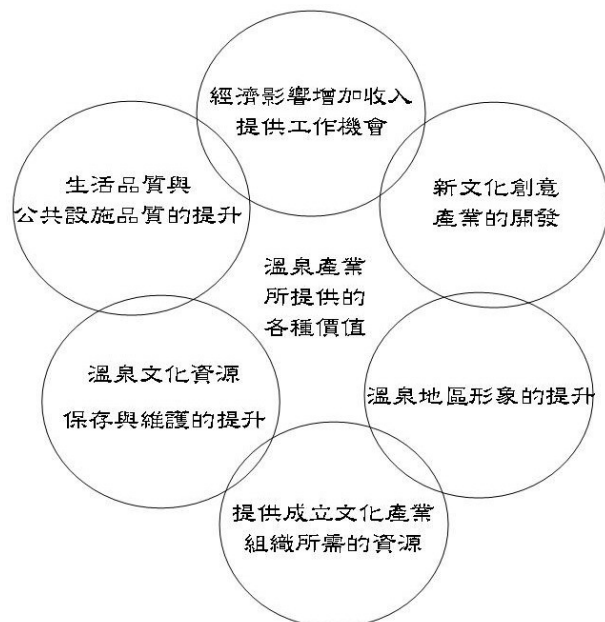 經濟影響增加收入
提供工作機會
生活品質與
公共設施品質的提升
新文化創意
產業的開發
溫泉產業
所提供的
各種價值
溫泉文化資源
保存與維護的提升
溫泉地區形象的提升
提供成立文化產業
組織所需的資源